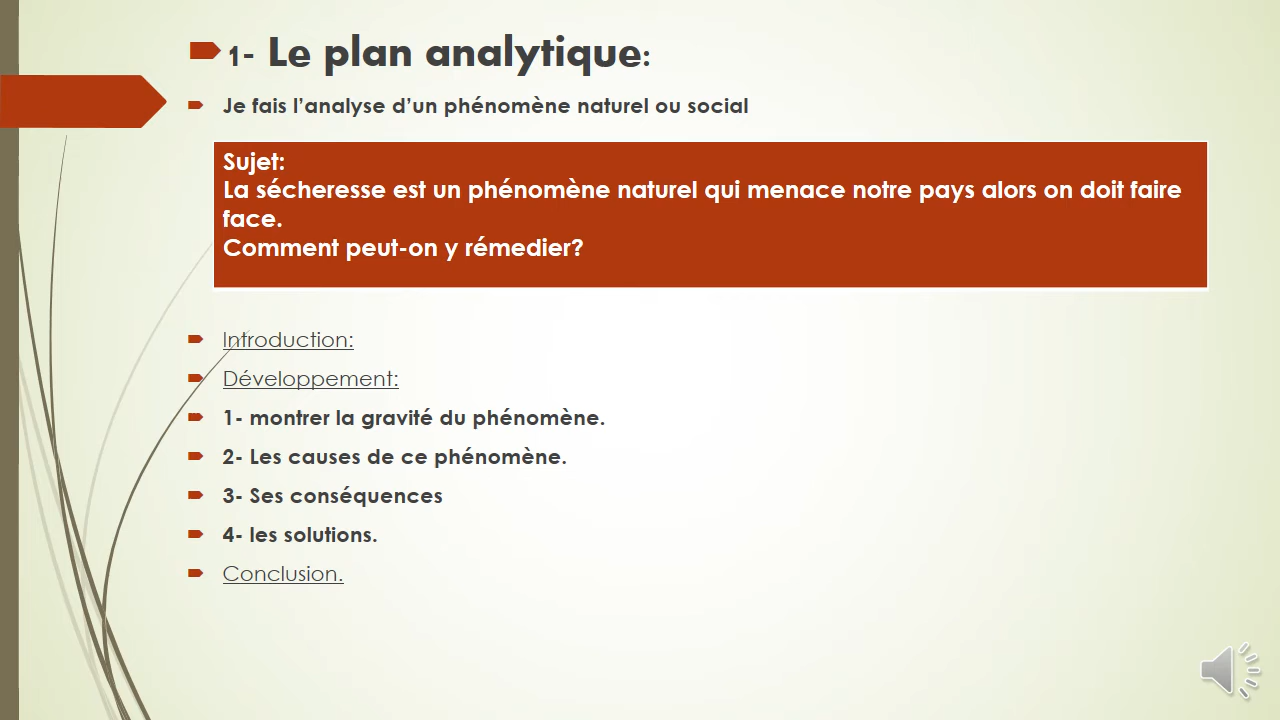 1- Le plan analytique:
Je fais l’analyse d’un phénomène naturel ou social
Sujet:
La sécheresse est un phénomène naturel qui menace notre pays alors on doit faire
face.
Comment peut-on y rémedier?
Introduction:
Développement:
1- montrer la gravité du phénomène.
2- Les causes de ce phénomène.
3- Ses conséquences
4- les solutions.
Conclusion.